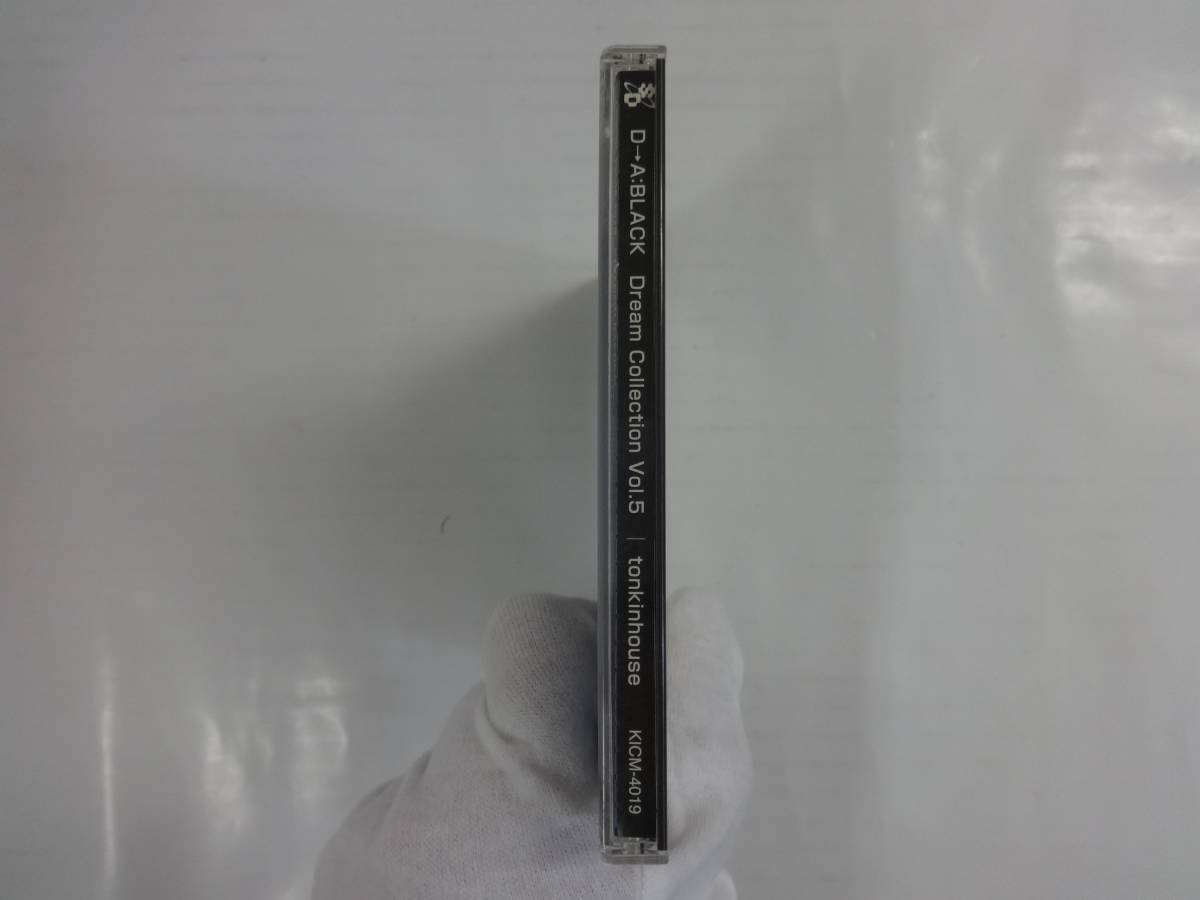 D→A:BLACK Dream Collection Vol.5 | tonkinhouse KICM-4019